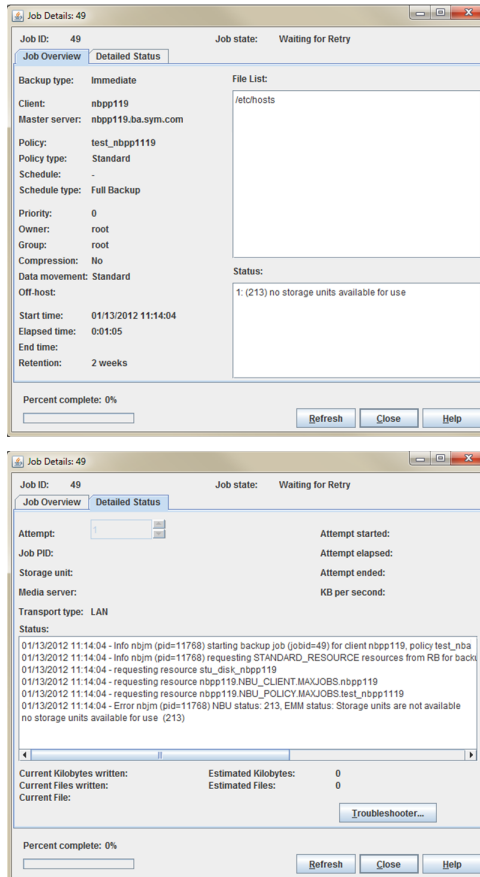 Job Details: 49
Job ID: 49 Job state: Waiting for Retry
Job Overview Detailed Status
Backup type: Immediate
Client: nbpp119
Master server: nbpp119.ba.sym.com
Policy: test_nbpp1119
Policy type: Standard
Schedule: -
Schedule type: Full Backup
Priority: 0
Owner: root
Group: root
Compression: No
Data movement: Standard
Off-host:
Start time: 01/13/2012 11:14:04
Elapsed time: 0:01:05
End time:
Retention: 2 weeks
File List:
/etc/hosts
Status:
1: (213) no storage units available for use
Percent complete: 0%
Refresh Close Help
Job Details: 49
Job ID: 49 Job state: Waiting for Retry
Job Overview Detailed Status
Attempt: 1 Attempt started:
Job PID: Attempt elapsed:
Storage unit: Attempt ended:
Media server: KB per second:
Transport type: LAN
Status:
01/13/2012 11:14:04 - Info nbjm (pid=11768) starting backup job (jobid=49) for client nbpp119, policy test_nba
01/13/2012 11:14:04 - Info nbjm (pid=11768) requesting STANDARD_RESOURCE resources from RB for backu
01/13/2012 11:14:04 - requesting resource stu_disk_nbpp119
01/13/2012 11:14:04 - requesting resource nbpp119.NBU_CLIENT.MAXJOBS.nbpp119
01/13/2012 11:14:04 - requesting resource nbpp119.NBU_POLICY.MAXJOBS.test_nbpp1119
01/13/2012 11:14:04 - Error nbjm (pid=11768) NBU status: 213, EMM status: Storage units are not available
no storage units available for use (213)
Current Kilobytes written: Estimated Kilobytes: 0
Current Files written: Estimated Files: 0
Current File:
Troubleshooter...
Percent complete: 0%
Refresh Close Help